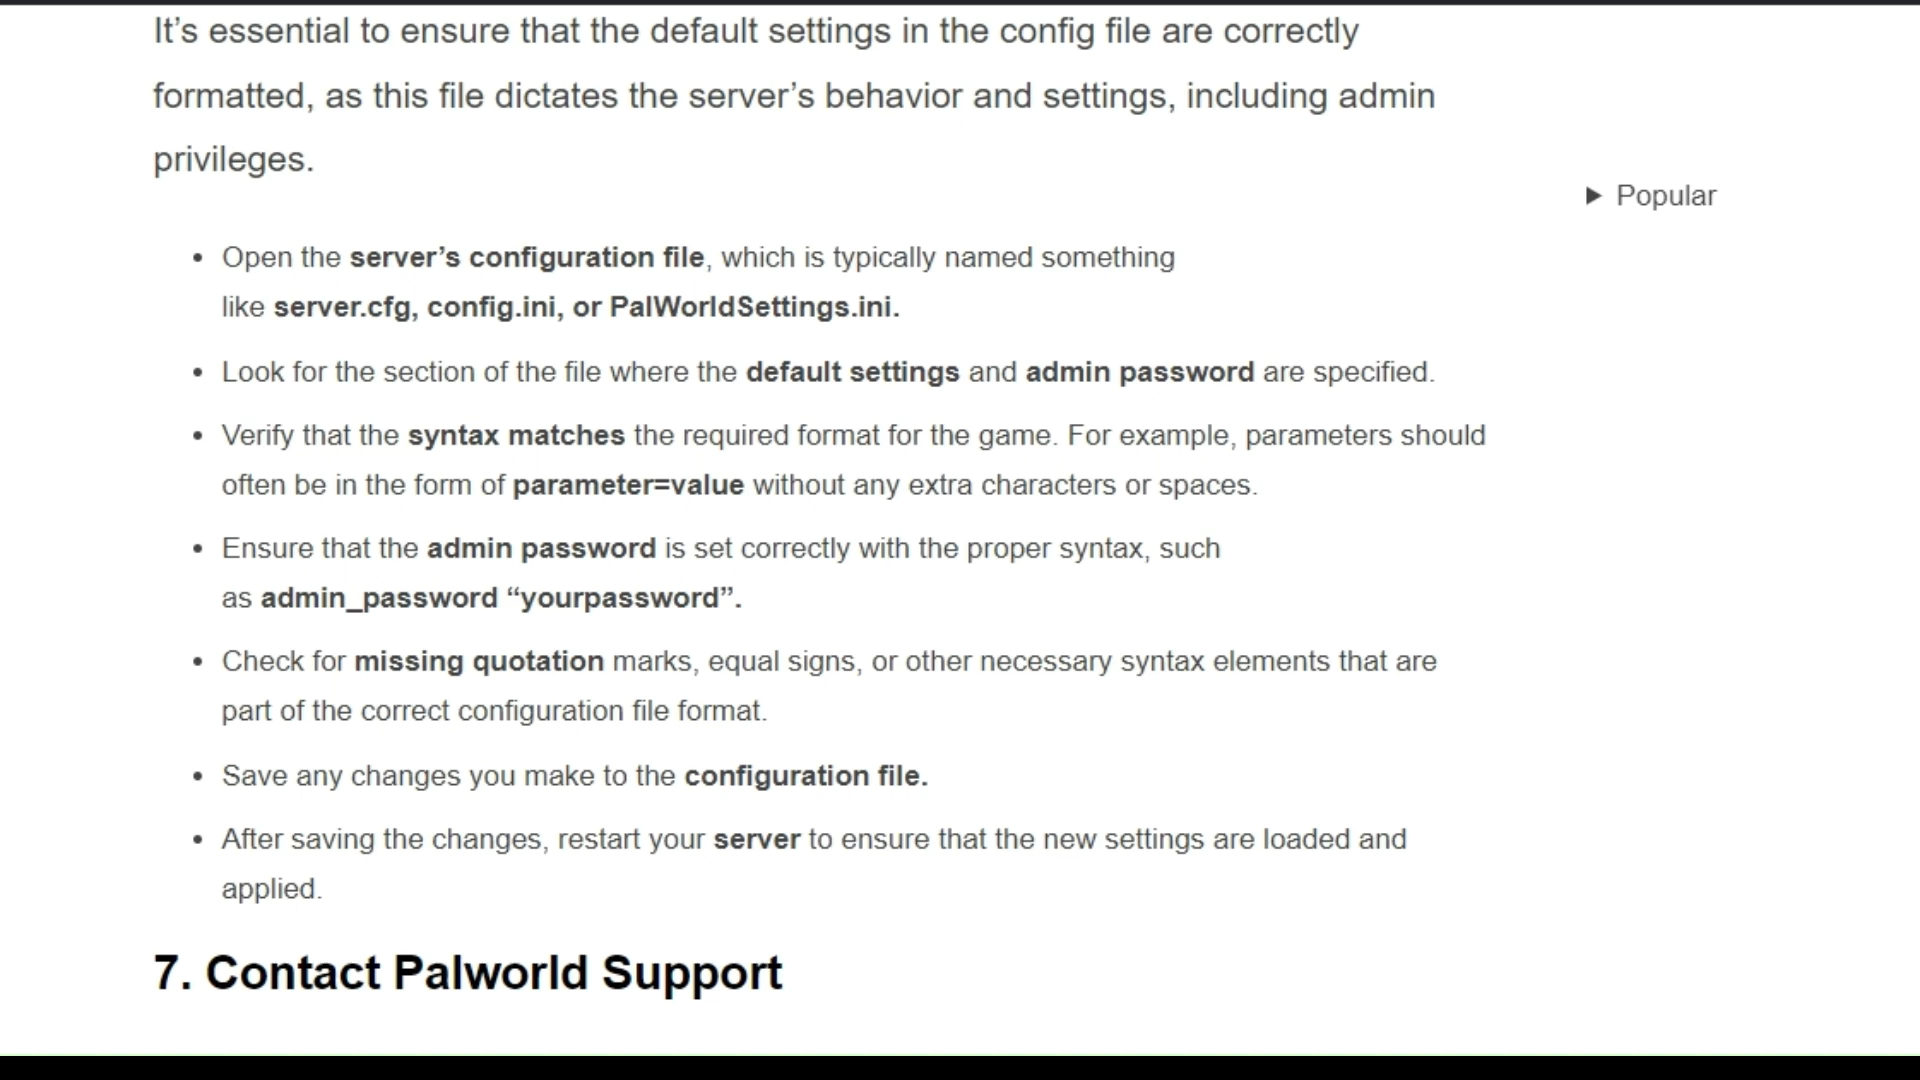 It’s essential to ensure that the default settings in the config file are correctly
formatted, as this file dictates the server’s behavior and settings, including admin
privileges.
▶ Popular
• Open the server’s configuration file, which is typically named something
like server.cfg, config.ini, or PalWorldSettings.ini.
• Look for the section of the file where the default settings and admin password are specified.
• Verify that the syntax matches the required format for the game. For example, parameters should
often be in the form of parameter=value without any extra characters or spaces.
• Ensure that the admin password is set correctly with the proper syntax, such
as admin_password “yourpassword”.
• Check for missing quotation marks, equal signs, or other necessary syntax elements that are
part of the correct configuration file format.
• Save any changes you make to the configuration file.
• After saving the changes, restart your server to ensure that the new settings are loaded and
applied.
7. Contact Palworld Support